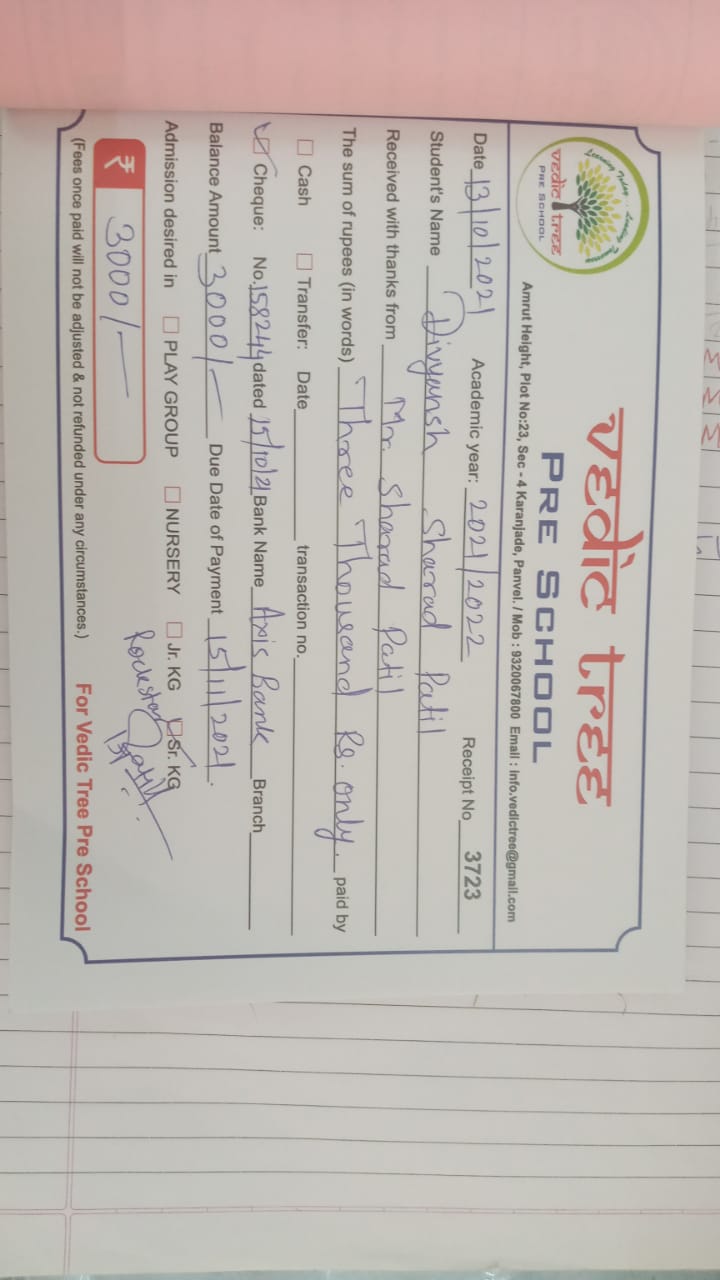 Learning Today... Leading Tomorrow
vedic tree
PRE SCHOOL
vedic tree
PRE SCHOOL
Amrut Height, Plot No:23, Sec - 4 Karanjade, Panvel. / Mob : 9320067800 Email : info.vedictree@gmail.com
Date 13/10/2021 Academic year: 2021/2022 Receipt No 3723
Student's Name Divyansh Sharad Patil
Received with thanks from Mr. Sharad Patil
The sum of rupees (in words) Three Thousand Rs. only. paid by
Cash Transfer: Date transaction no.
Cheque: No. 158244 dated 15/10/21 Bank Name Axis Bank Branch
Balance Amount 3000/- Due Date of Payment 15/11/2021.
Admission desired in PLAY GROUP NURSERY Jr. KG Sr. KG
₹ 3000/-
(Fees once paid will not be adjusted & not refunded under any circumstances.) For Vedic Tree Pre School